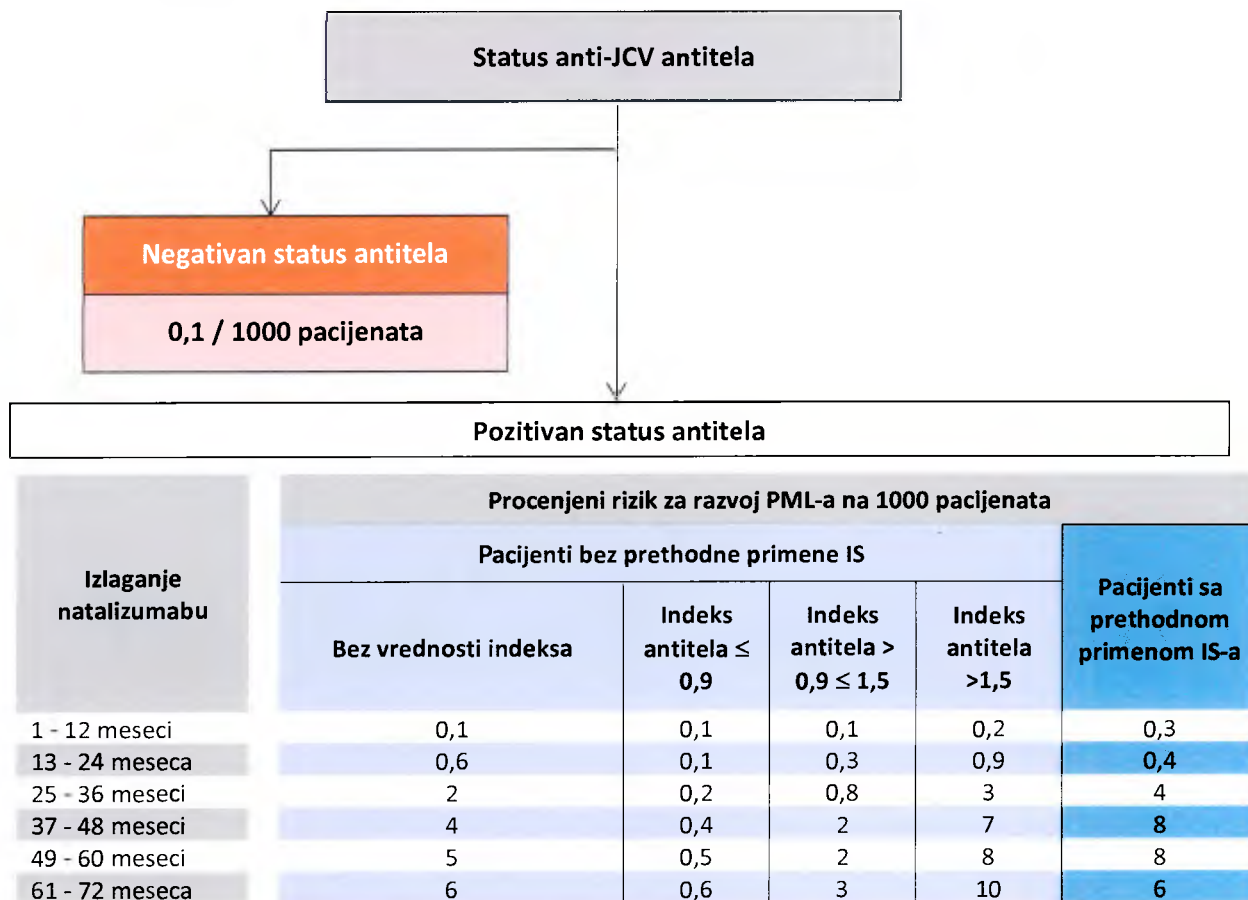 Status anti-JCV antitela
Negativan status antitela
0,1 / 1000 pacijenata
Pozitivan status antitela
Izlaganje
natalizumabu
Procenjeni rizik za razvoj PML-a na 1000 pacijenata
Pacijenti bez prethodne primene IS
Bez vrednosti indeksa
Indeks
antitela ≤
0,9
Indeks
antitela >
0,9 ≤ 1,5
Indeks
antitela
>1,5
Pacijenti sa
prethodnom
primenom IS-a
1 - 12 meseci 0,1 0,1 0,1 0,2 0,3
13 - 24 meseca 0,6 0,1 0,3 0,9 0,4
25 - 36 meseci 2 0,2 0,8 3 4
37 - 48 meseci 4 0,4 2 7 8
49 - 60 meseci 5 0,5 2 8 8
61 - 72 meseca 6 0,6 3 10 6